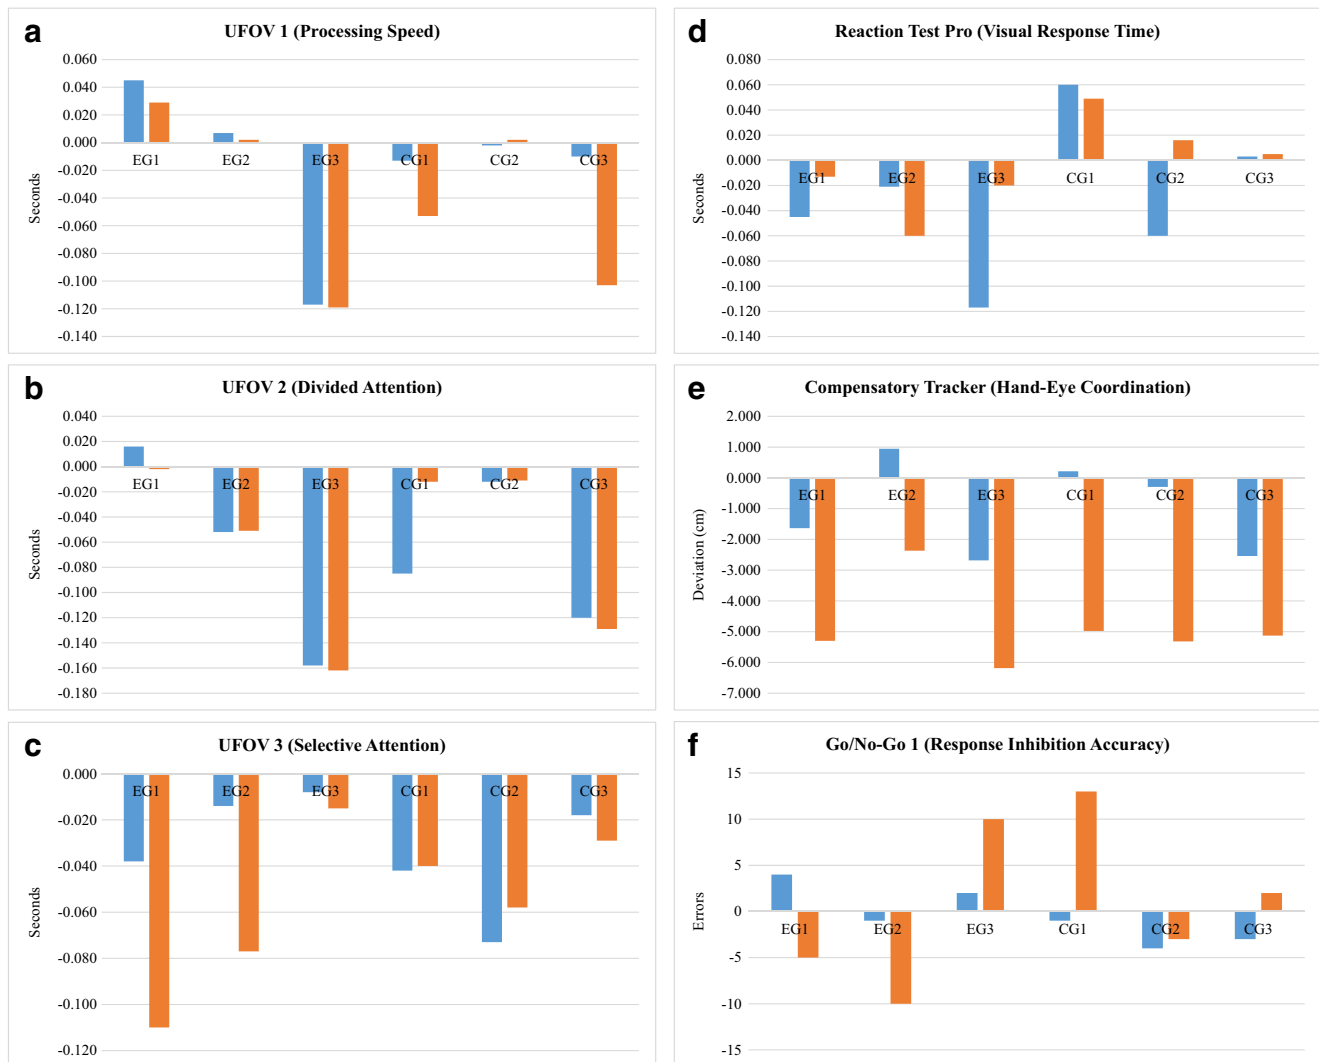 a
UFOV 1 (Processing Speed)
0.060
0.040
0.020
0.000
-0.020
-0.040
-0.060
-0.080
-0.100
-0.120
-0.140
Seconds
EG1 EG2 EG3 CG1 CG2 CG3
b
UFOV 2 (Divided Attention)
0.040
0.020
0.000
-0.020
-0.040
-0.060
-0.080
-0.100
-0.120
-0.140
-0.160
-0.180
Seconds
EG1 EG2 EG3 CG1 CG2 CG3
c
UFOV 3 (Selective Attention)
0.000
-0.020
-0.040
-0.060
-0.080
-0.100
-0.120
Seconds
EG1 EG2 EG3 CG1 CG2 CG3
d
Reaction Test Pro (Visual Response Time)
0.080
0.060
0.040
0.020
0.000
-0.020
-0.040
-0.060
-0.080
-0.100
-0.120
-0.140
Seconds
EG1 EG2 EG3 CG1 CG2 CG3
e
Compensatory Tracker (Hand-Eye Coordination)
2.000
1.000
0.000
-1.000
-2.000
-3.000
-4.000
-5.000
-6.000
-7.000
Deviation (cm)
EG1 EG2 EG3 CG1 CG2 CG3
f
Go/No-Go 1 (Response Inhibition Accuracy)
15
10
5
0
-5
-10
-15
Errors
EG1 EG2 EG3 CG1 CG2 CG3